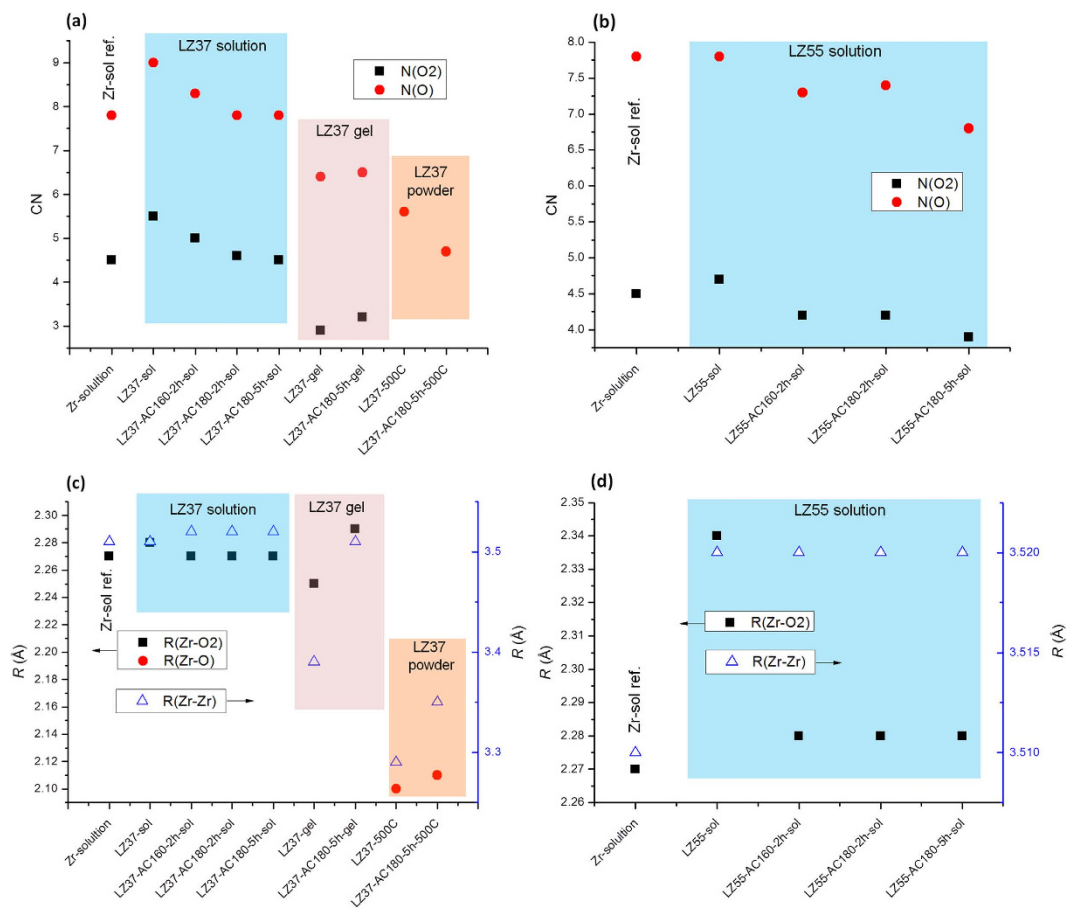 (a)
LZ37 solution
Zr-sol ref.
N(O2)
N(O)
LZ37 gel
LZ37
powder
CN
9
8
7
6
5
4
3
Zr-solultion
LZ37-sol
LZ37-AC160-2h-sol
LZ37-AC180-2h-sol
LZ37-AC180-5h-sol
LZ37-gel
LZ37-AC180-5h-gel
LZ37-500C
LZ37-AC180-5h-500C
(b)
LZ55 solution
Zr-sol ref.
N(O2)
N(O)
CN
8.0
7.5
7.0
6.5
6.0
5.5
5.0
4.5
4.0
Zr-solultion
LZ55-sol
LZ55-AC160-2h-sol
LZ55-AC180-2h-sol
LZ55-AC180-5h-sol
(c)
LZ37 solution
LZ37 gel
Zr-sol ref.
R(Zr-O2)
R(Zr-O)
R(Zr-Zr)
LZ37
powder
R (Å)
2.30
2.28
2.26
2.24
2.22
2.20
2.18
2.16
2.14
2.12
2.10
3.5
3.4
3.3
R (Å)
Zr-solultion
LZ37-sol
LZ37-AC160-2h-sol
LZ37-AC180-2h-sol
LZ37-AC180-5h-sol
LZ37-gel
LZ37-AC180-5h-gel
LZ37-500C
LZ37-AC180-5h-500C
(d)
LZ55 solution
Zr-sol ref.
R(Zr-O2)
R(Zr-Zr)
R (Å)
2.35
2.34
2.33
2.32
2.31
2.30
2.29
2.28
2.27
2.26
3.520
3.515
3.510
R (Å)
Zr-solultion
LZ55-sol
LZ55-AC160-2h-sol
LZ55-AC180-2h-sol
LZ55-AC180-5h-sol